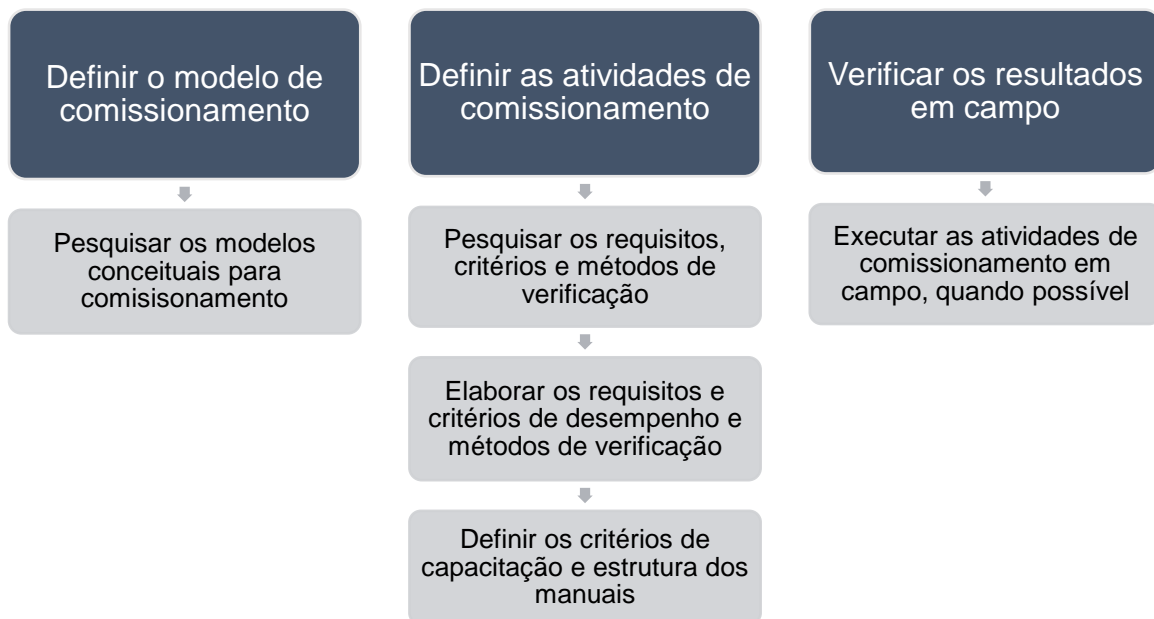 Definir o modelo de
comissionamento
Pesquisar os modelos
conceituais para
comisisonamento
Definir as atividades de
comissionamento
Pesquisar os requisitos,
critérios e métodos de
verificação
Elaborar os requisitos e
critérios de desempenho e
métodos de verificação
Definir os critérios de
capacitação e estrutura dos
manuais
Verificar os resultados
em campo
Executar as atividades de
comissionamento em
campo, quando possível